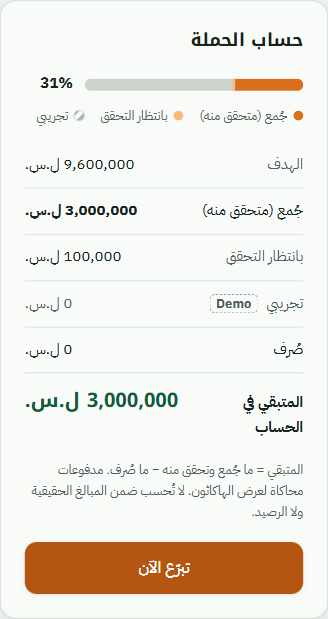 حساب الحملة
31%
جُمع (متحقق منه) بانتظار التحقق تجريبي
الهدف 9,600,000 ل.س.
جُمع (متحقق منه) 3,000,000 ل.س.
بانتظار التحقق 100,000 ل.س.
تجريبي Demo 0 ل.س.
صُرف 0 ل.س.
المتبقي في الحساب 3,000,000 ل.س.
المتبقي = ما جُمع وتحقق منه − ما صُرف. مدفوعات
محاكاة لعرض الهاكاثون. لا تُحسب ضمن المبالغ الحقيقية
ولا الرصيد.
تبرّع الآن